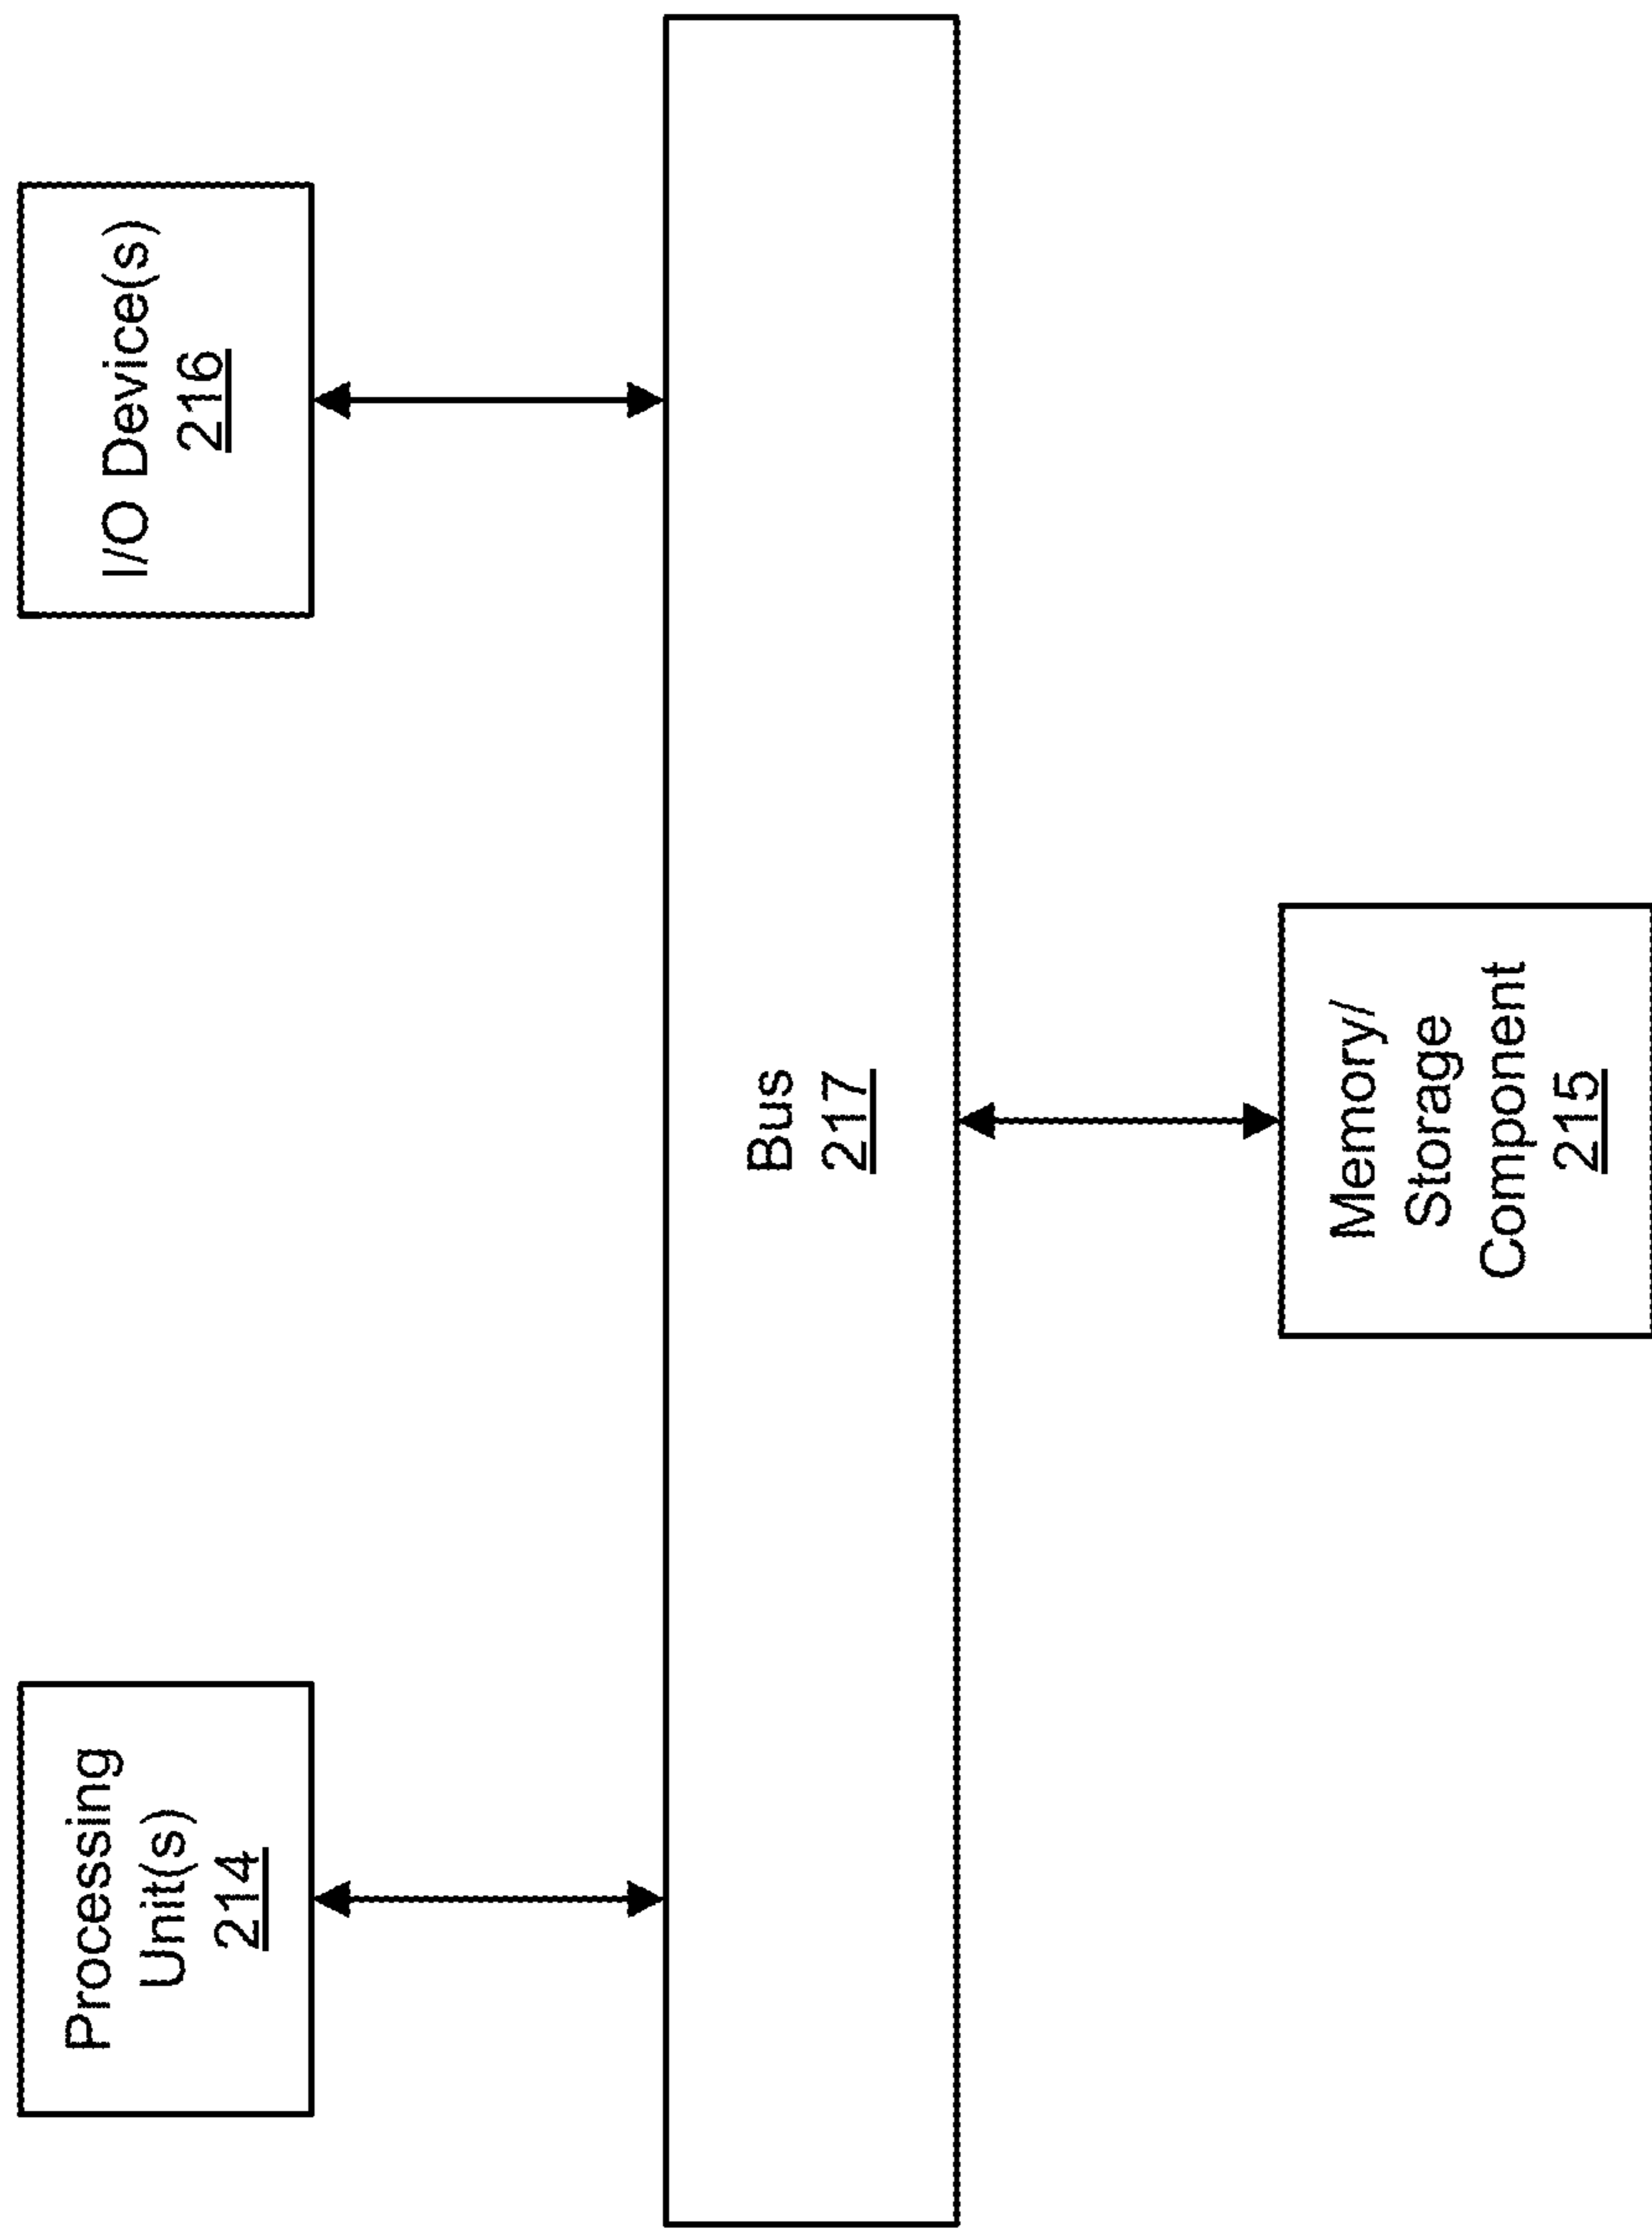 Processing
Unit(s)
214
I/O Device(s)
216
Bus
217
Memory/
Storage
Component
215